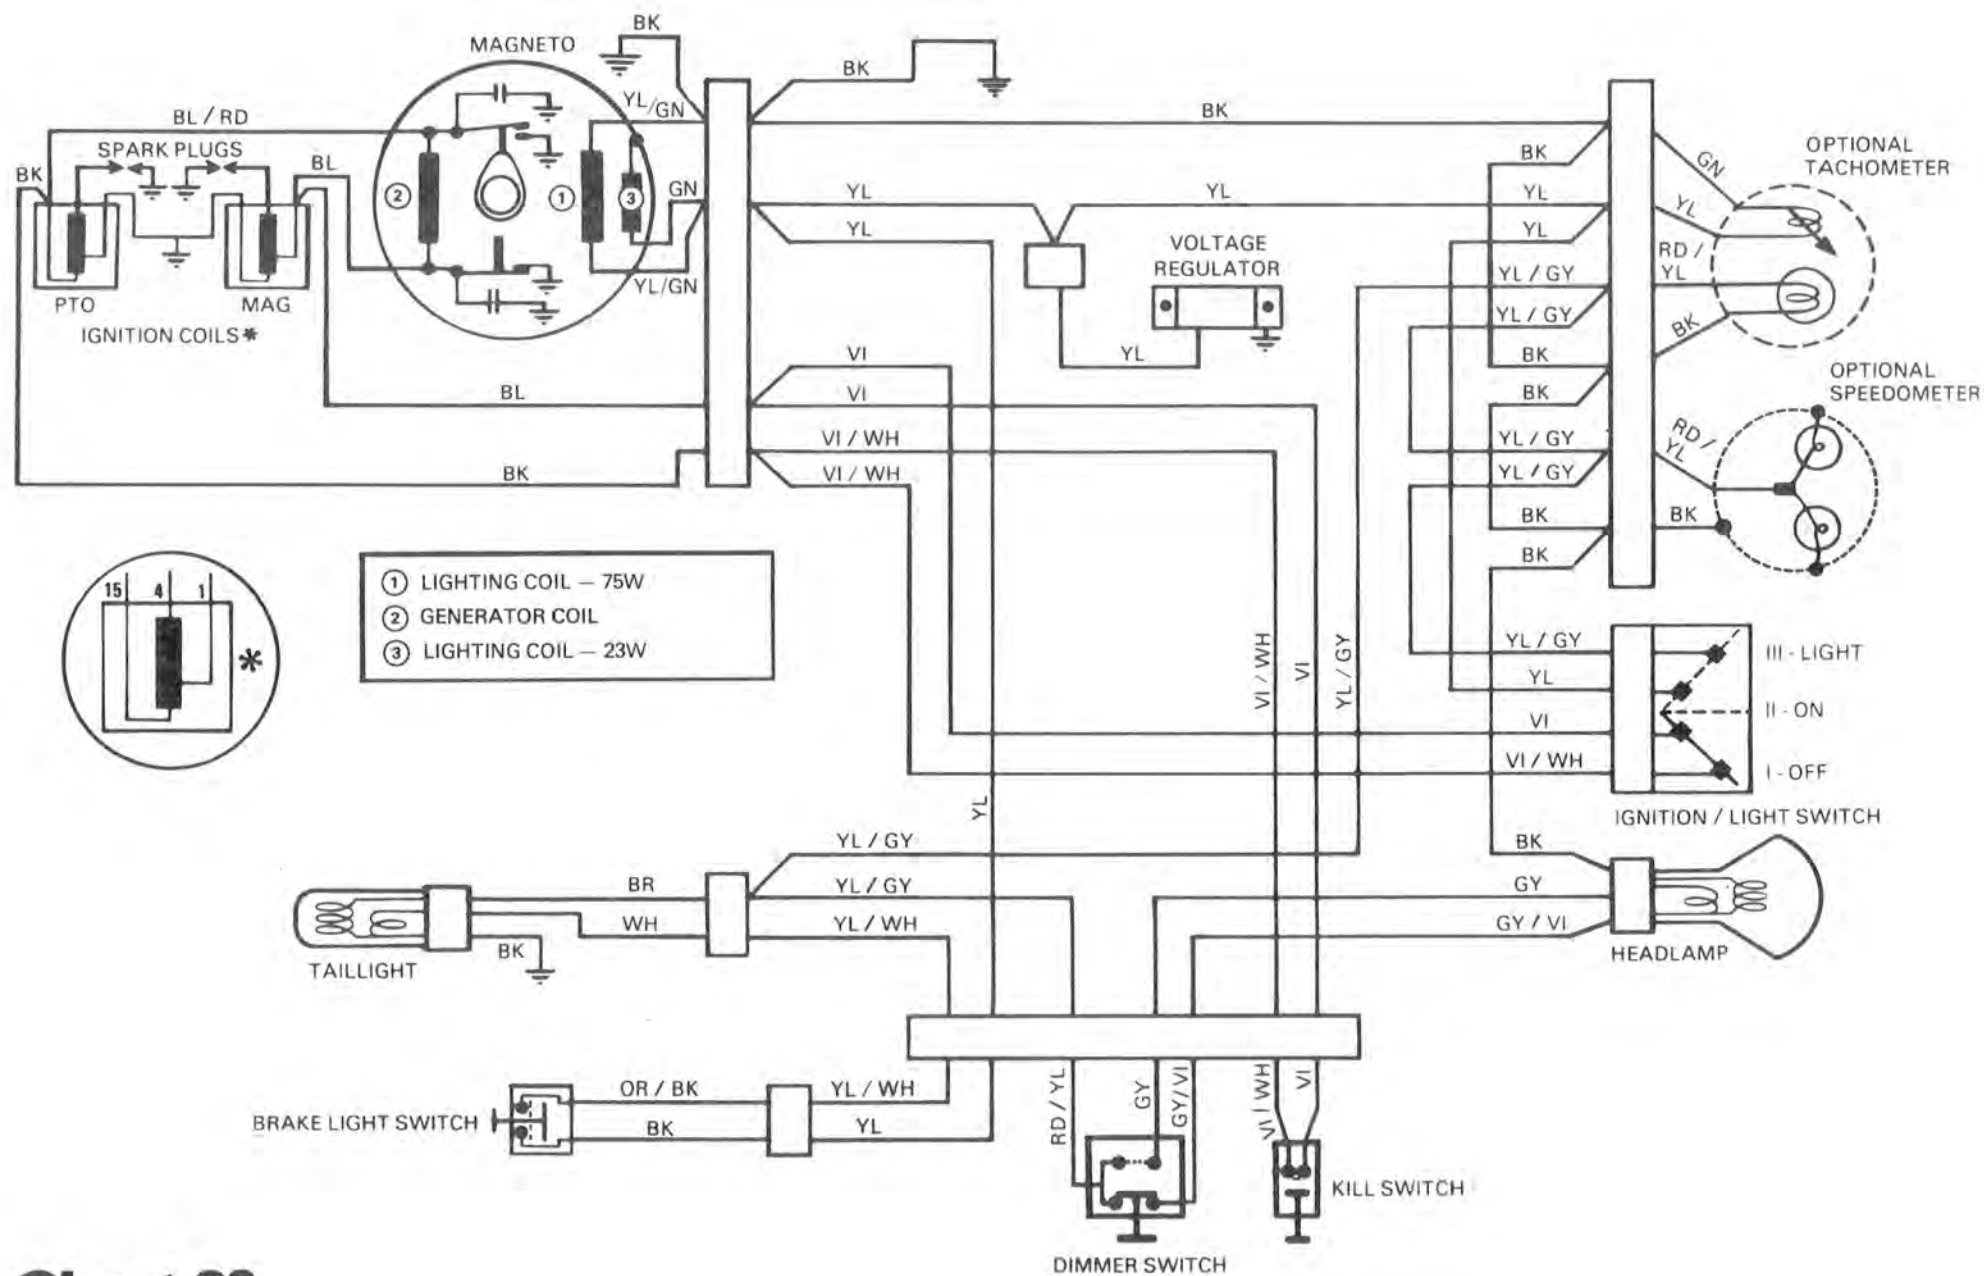 BK
MAGNETO
BK
YL/GN
BK
BL / RD
SPARK PLUGS
BL
BK
OPTIONAL
TACHOMETER
GN
BK
2
1
3
GN
YL
YL
YL
YL
YL
YL
VOLTAGE
REGULATOR
RD /
YL
YL / GY
YL/GN
PTO
MAG
YL / GY
BK
IGNITION COILS*
VI
YL
BK
OPTIONAL
SPEEDOMETER
BL
VI
BK
VI / WH
YL / GY
RD /
YL
VI / WH
YL / GY
BK
BK
BK
BK
1 LIGHTING COIL – 75W
2 GENERATOR COIL
3 LIGHTING COIL – 23W
15
4
1
*
VI / WH
VI
YL / GY
YL / GY
III - LIGHT
YL
II - ON
VI
VI / WH
I - OFF
IGNITION / LIGHT SWITCH
YL
YL / GY
BK
BR
YL / GY
GY
WH
YL / WH
GY / VI
BK
TAILLIGHT
HEADLAMP
BRAKE LIGHT SWITCH
OR / BK
YL / WH
BK
YL
RD / YL
GY
GY/VI
VI / WH
VI
KILL SWITCH
DIMMER SWITCH